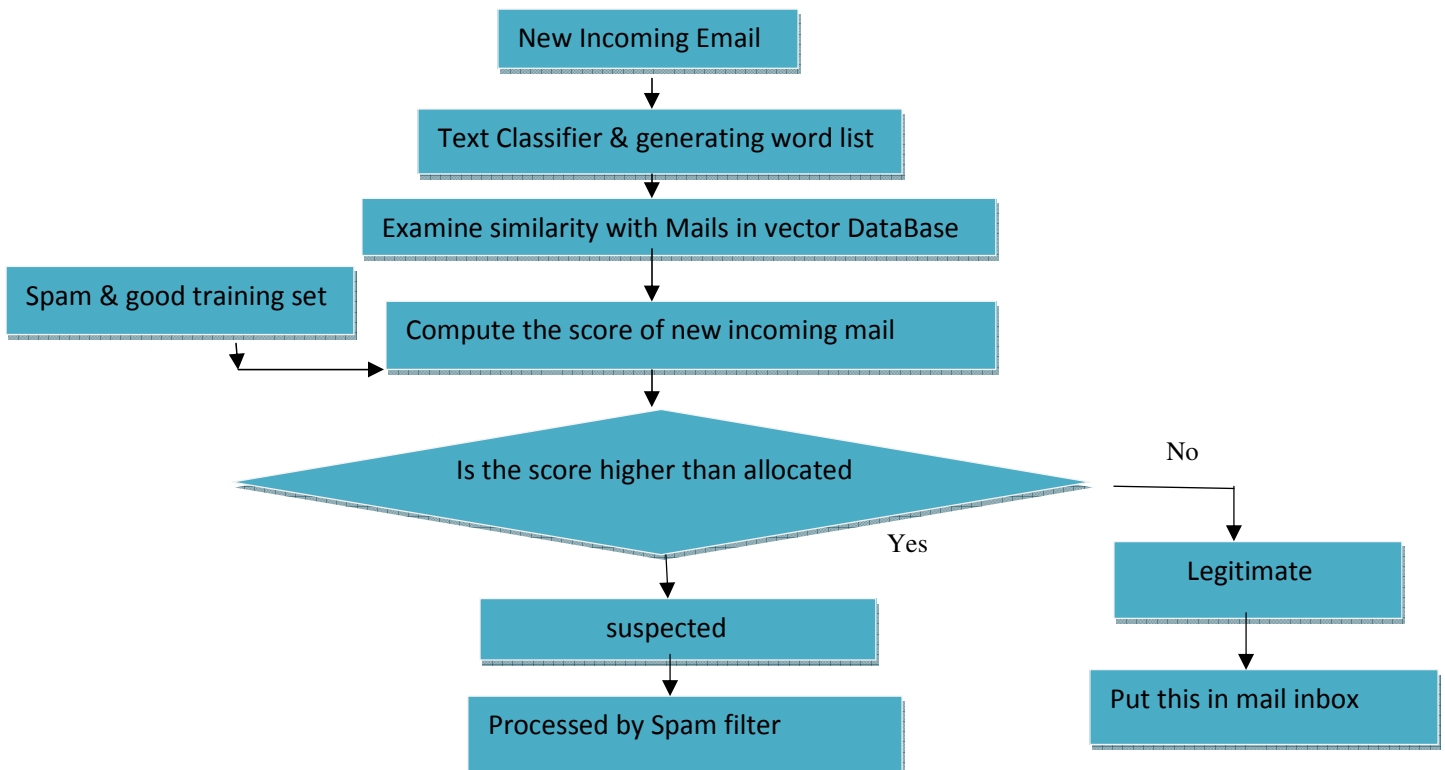 New Incoming Email
Text Classifier & generating word list
Examine similarity with Mails in vector DataBase
Spam & good training set
Compute the score of new incoming mail
Is the score higher than allocated
No
Yes
Legitimate
suspected
Put this in mail inbox
Processed by Spam filter